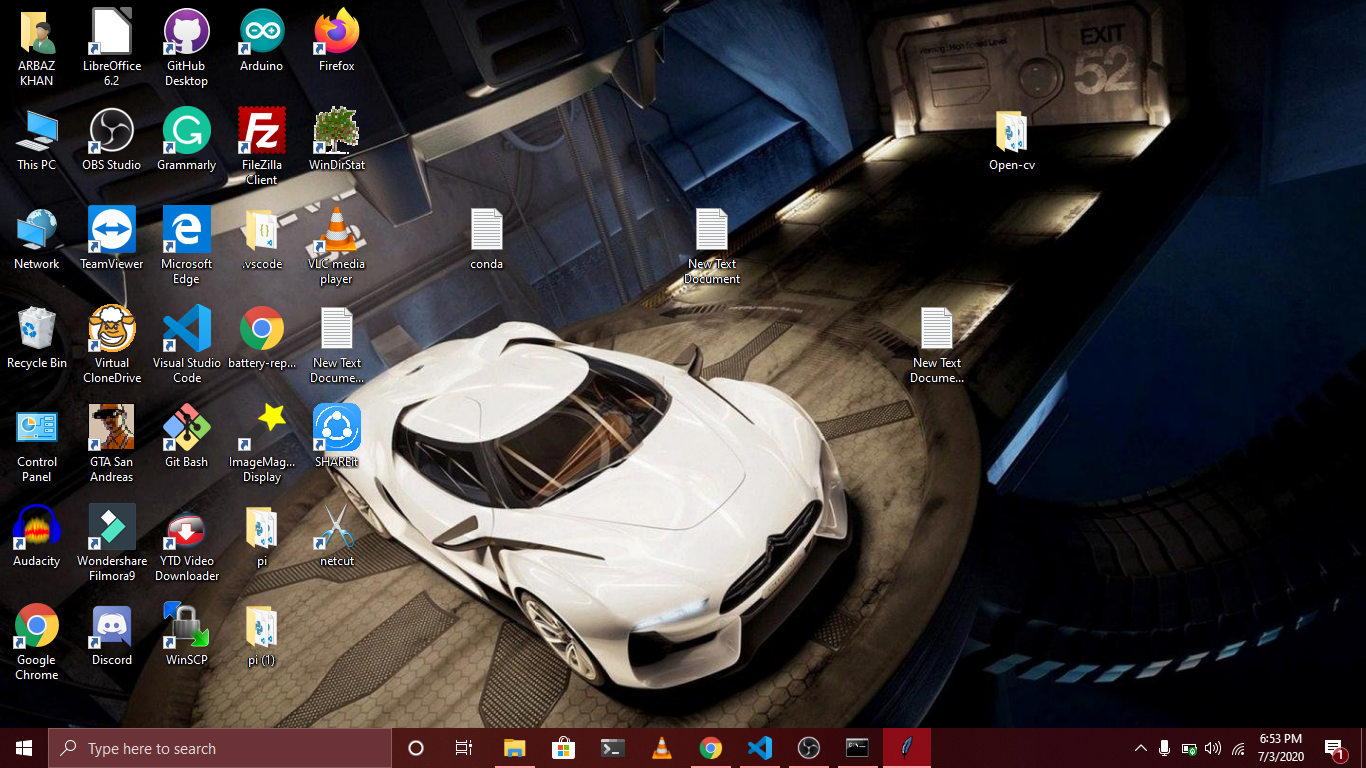 EXIT
52
ARBAZ
KHAN
LibreOffice
6.2
GitHub
Desktop
Arduino
Firefox
This PC
OBS Studio
Grammarly
FileZilla
Client
WinDirStat
Open-cv
Network
TeamViewer
Microsoft
Edge
.vscode
VLC media
player
conda
New Text
Document
Recycle Bin
Virtual
CloneDrive
Visual Studio
Code
battery-rep...
New Text
Docume...
New Text
Docume...
Control
Panel
GTA San
Andreas
Git Bash
ImageMag...
Display
SHAREit
Audacity
Wondershare
Filmora9
YTD Video
Downloader
pi
netcut
Google
Chrome
Discord
WinSCP
pi (1)
Type here to search
6:53 PM
7/3/2020
1